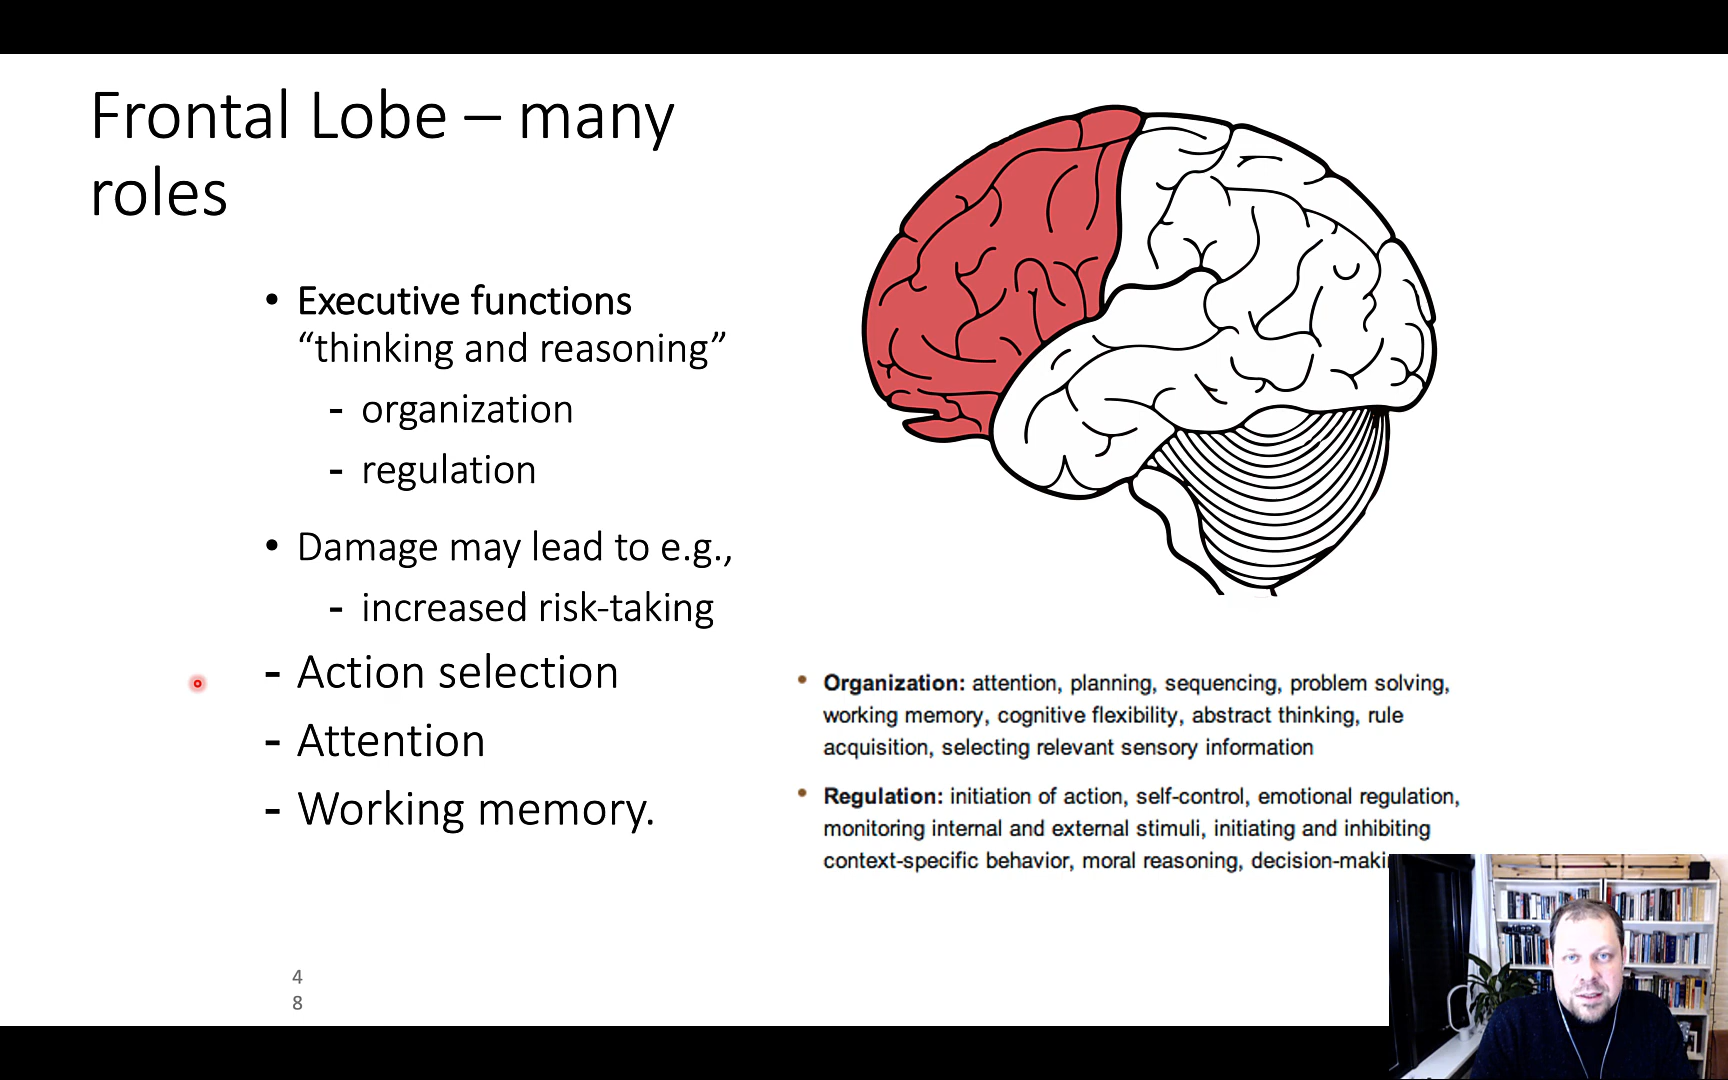 Frontal Lobe – many
roles
• Executive functions
“thinking and reasoning”
- organization
- regulation
• Damage may lead to e.g.,
- increased risk-taking
- Action selection
- Attention
- Working memory.
• Organization: attention, planning, sequencing, problem solving,
working memory, cognitive flexibility, abstract thinking, rule
acquisition, selecting relevant sensory information
• Regulation: initiation of action, self-control, emotional regulation,
monitoring internal and external stimuli, initiating and inhibiting
context-specific behavior, moral reasoning,
4
8